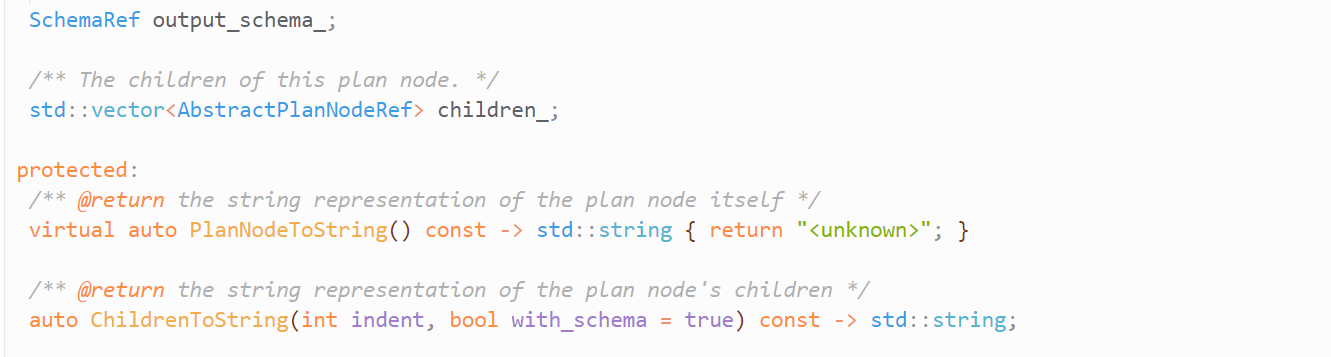 SchemaRef output_schema_;
/** The children of this plan node. */
std::vector<AbstractPlanNodeRef> children_;
protected:
/** @return the string representation of the plan node itself */
virtual auto PlanNodeToString() const -> std::string { return "<unknown>"; }
/** @return the string representation of the plan node's children */
auto ChildrenToString(int indent, bool with_schema = true) const -> std::string;